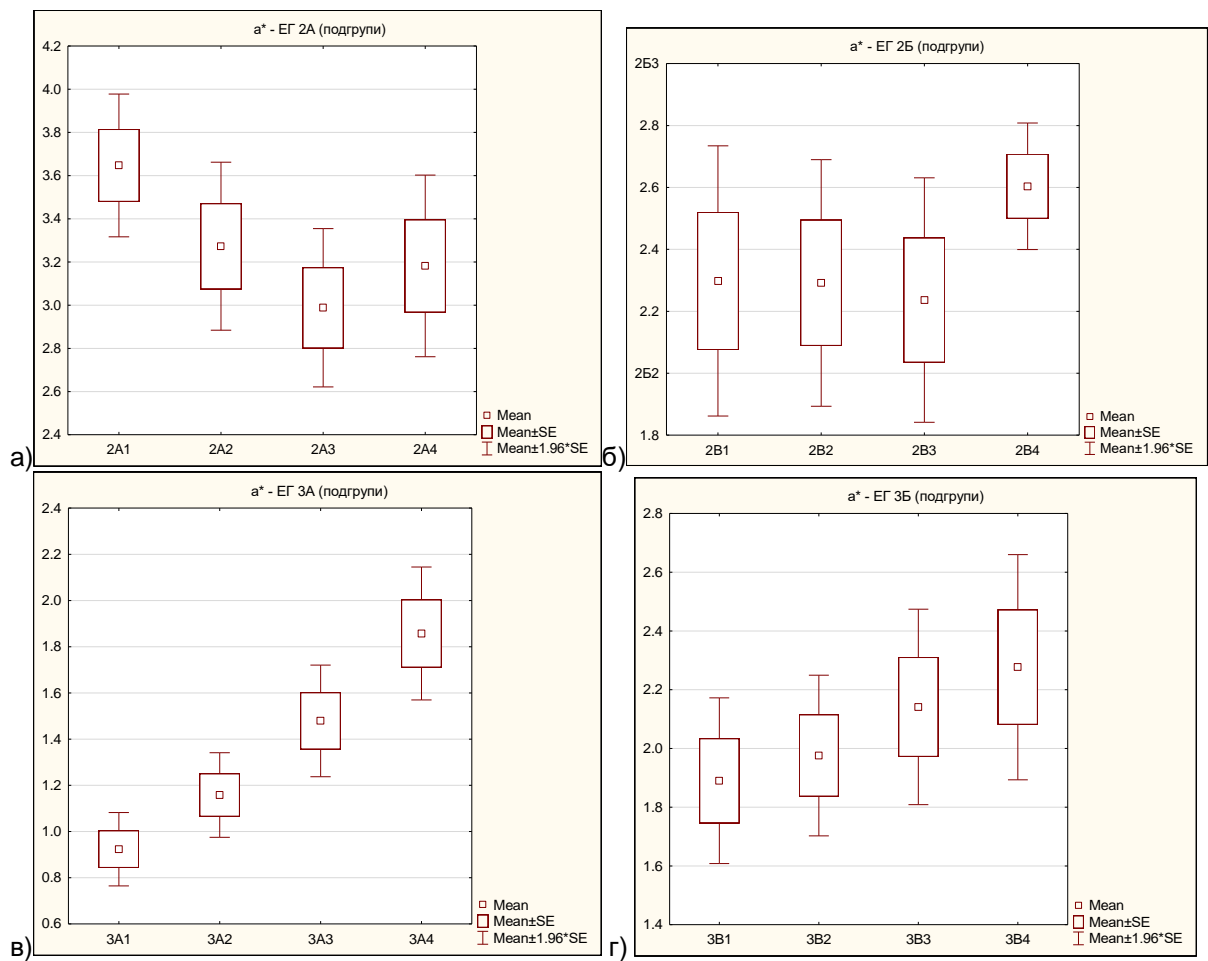 a* - ЕГ 2А (подгрупи)
4.2
4.0
3.8
3.6
3.4
3.2
3.0
2.8
2.6
2.4
2A1 2A2 2A3 2A4
Mean
Mean±SE
Mean±1.96*SE
а)
a* - ЕГ 2Б (подгрупи)
2Б3
2.8
2.6
2.4
2.2
2Б2
1.8
2B1 2B2 2B3 2B4
Mean
Mean±SE
Mean±1.96*SE
б)
a* - ЕГ 3А (подгрупи)
2.4
2.2
2.0
1.8
1.6
1.4
1.2
1.0
0.8
0.6
3A1 3A2 3A3 3A4
Mean
Mean±SE
Mean±1.96*SE
в)
a* - ЕГ 3Б (подгрупи)
2.8
2.6
2.4
2.2
2.0
1.8
1.6
1.4
3B1 3B2 3B3 3B4
Mean
Mean±SE
Mean±1.96*SE
г)